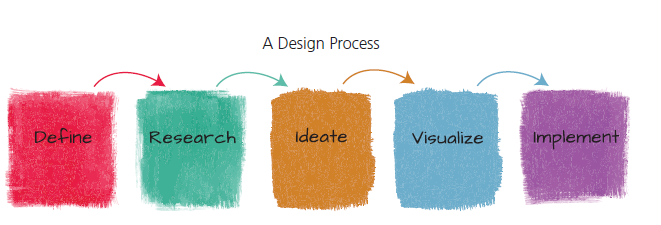 A Design Process
Define
Research
Ideate
Visualize
Implement